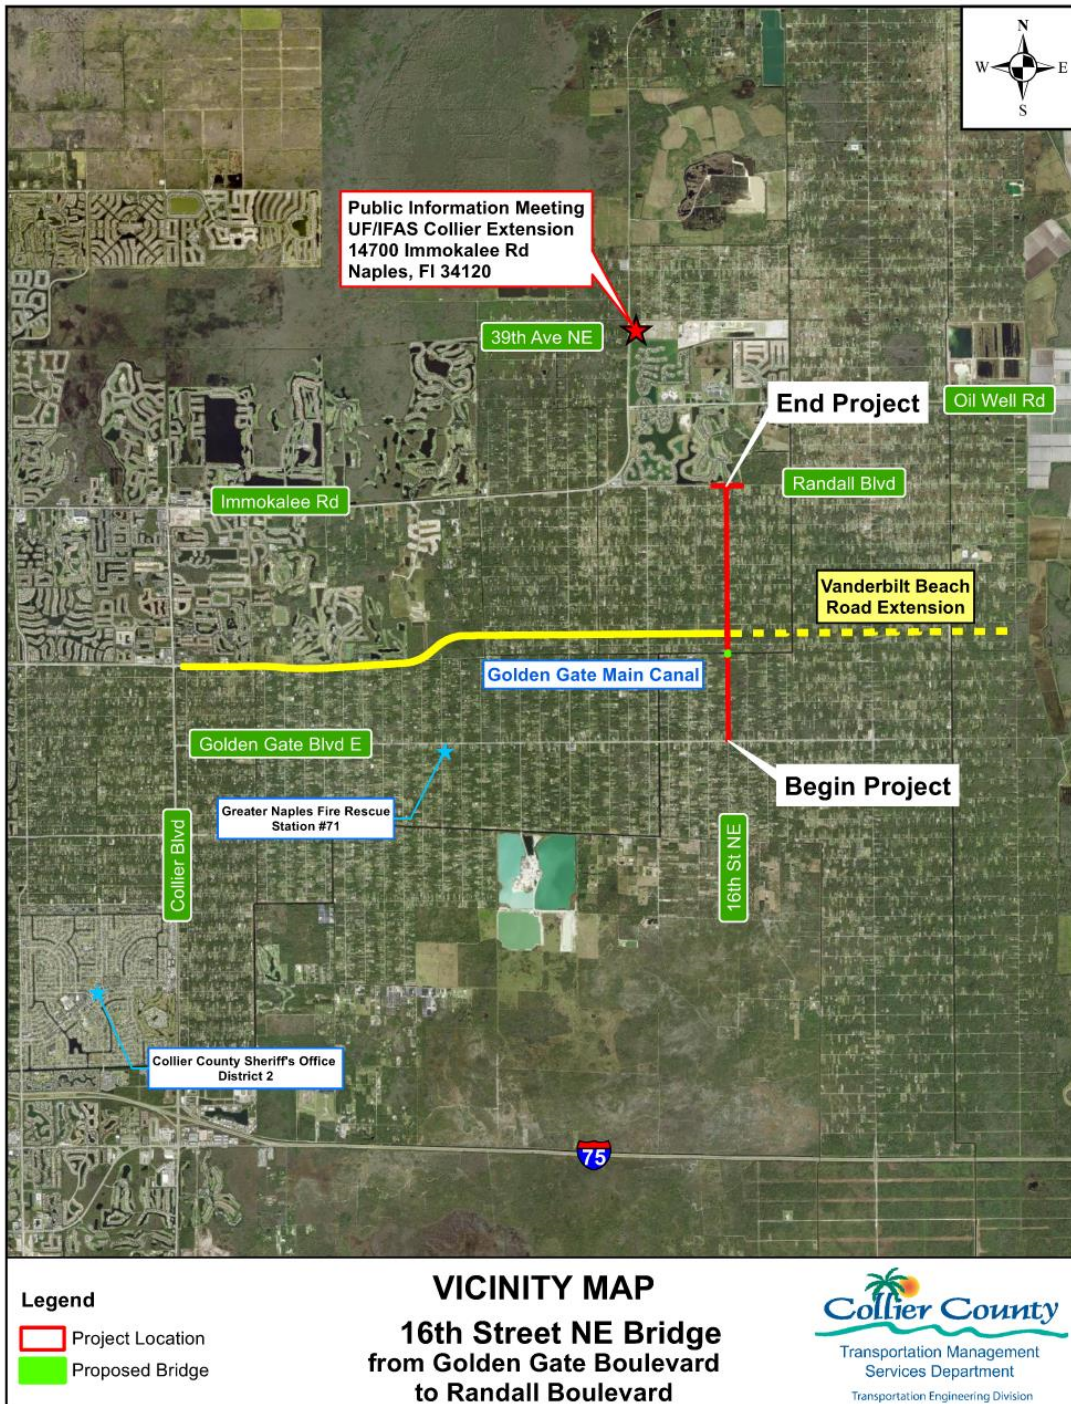 N
W E
S
Public Information Meeting
UF/IFAS Collier Extension
14700 Immokalee Rd
Naples, Fl 34120
39th Ave NE
End Project
Oil Well Rd
Immokalee Rd
Randall Blvd
Vanderbilt Beach
Road Extension
Golden Gate Main Canal
Golden Gate Blvd E
Begin Project
Greater Naples Fire Rescue
Station #71
Collier Blvd
16th St NE
Collier County Sheriff's Office
District 2
75
Legend
Project Location
Proposed Bridge
VICINITY MAP
16th Street NE Bridge
from Golden Gate Boulevard
to Randall Boulevard
Collier County
Transportation Management
Services Department
Transportation Engineering Division